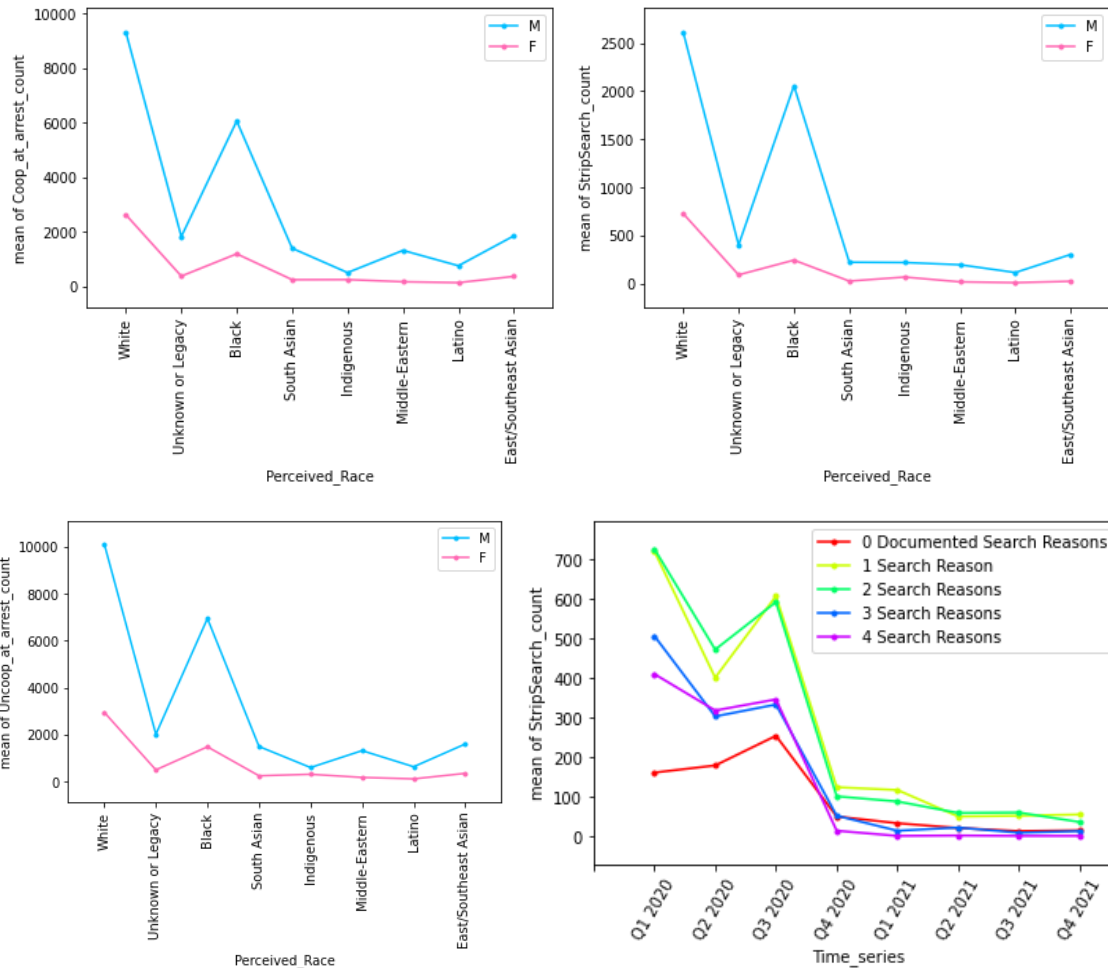 10000
8000
6000
4000
2000
0
mean of Coop_at_arrest_count
M
F
White
Unknown or Legacy
Black
South Asian
Indigenous
Middle-Eastern
Latino
East/Southeast Asian
Perceived_Race
2500
2000
1500
1000
500
0
mean of StripSearch_count
M
F
White
Unknown or Legacy
Black
South Asian
Indigenous
Middle-Eastern
Latino
East/Southeast Asian
Perceived_Race
10000
8000
6000
4000
2000
0
mean of Uncoop_at_arrest_count
M
F
White
Unknown or Legacy
Black
South Asian
Indigenous
Middle-Eastern
Latino
East/Southeast Asian
Perceived_Race
700
600
500
400
300
200
100
0
mean of StripSearch_count
0 Documented Search Reasons
1 Search Reason
2 Search Reasons
3 Search Reasons
4 Search Reasons
Q1 2020
Q2 2020
Q3 2020
Q4 2020
Q1 2021
Q2 2021
Q3 2021
Q4 2021
Time_series